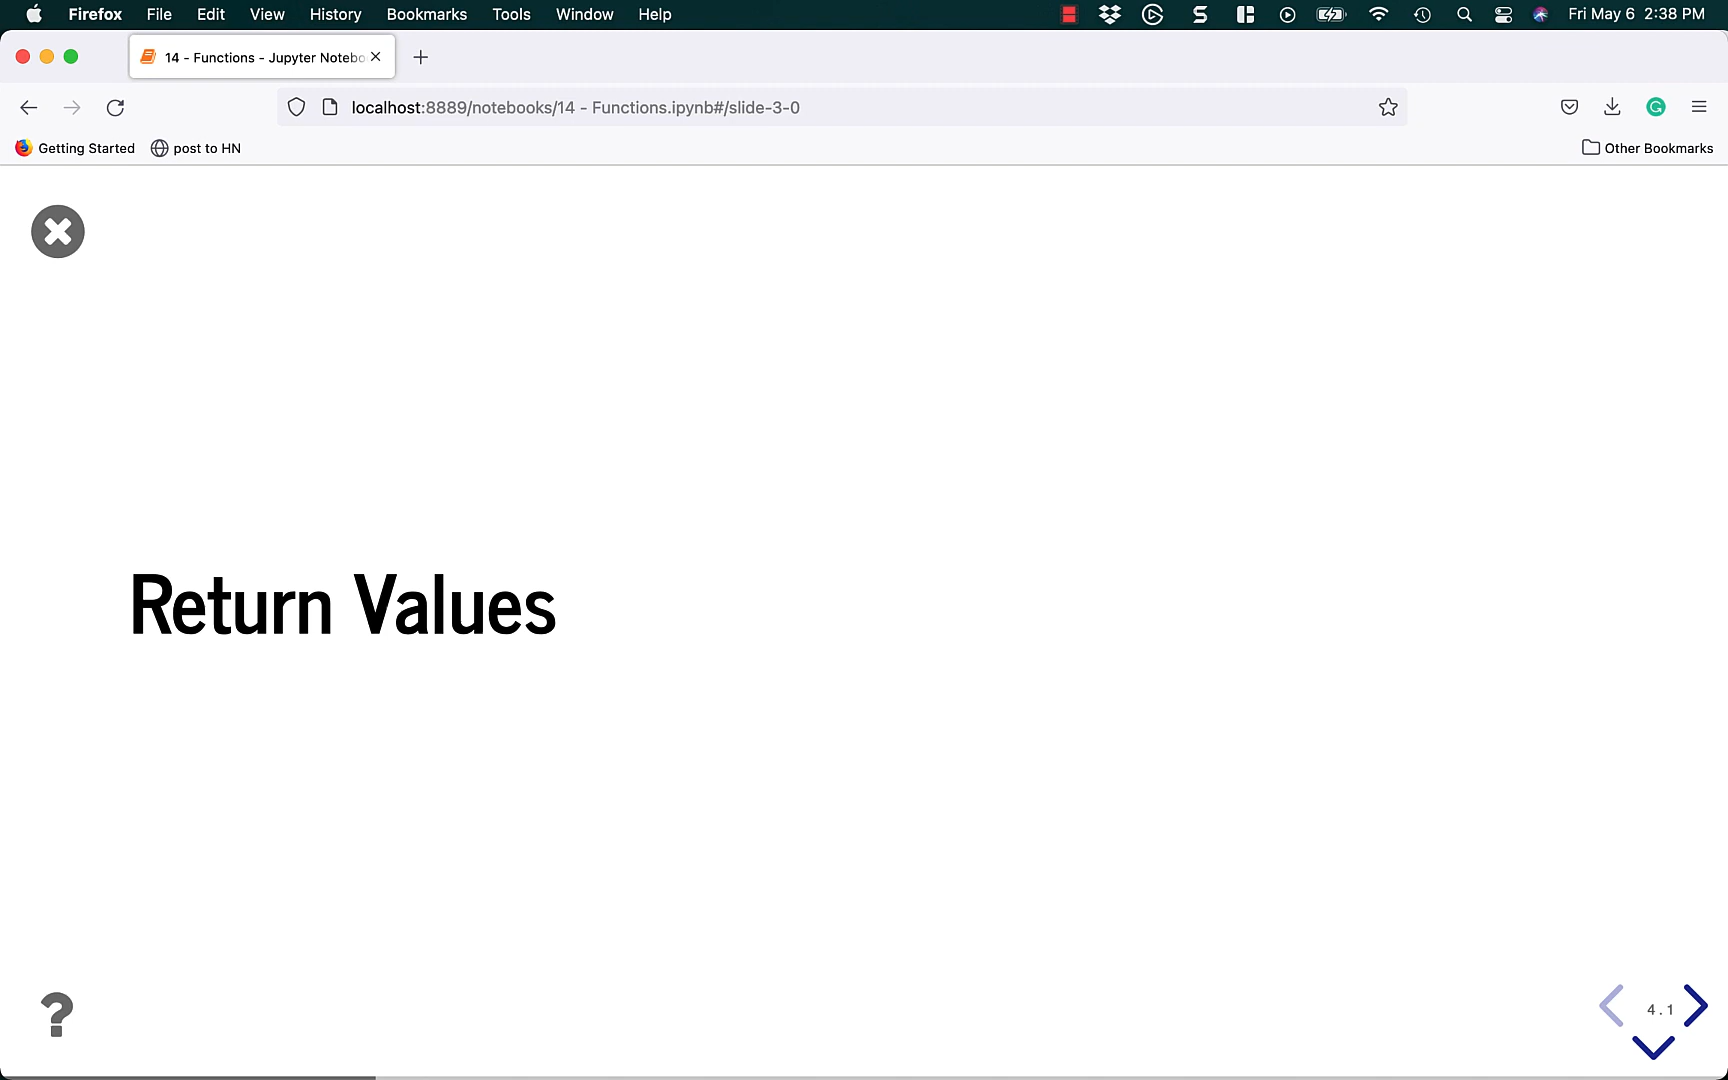 Firefox File Edit View History Bookmarks Tools Window Help Fri May 6 2:38 PM
14 - Functions - Jupyter Notebo
localhost:8889/notebooks/14 - Functions.ipynb#/slide-3-0
Getting Started post to HN Other Bookmarks
Return Values
?
4.1